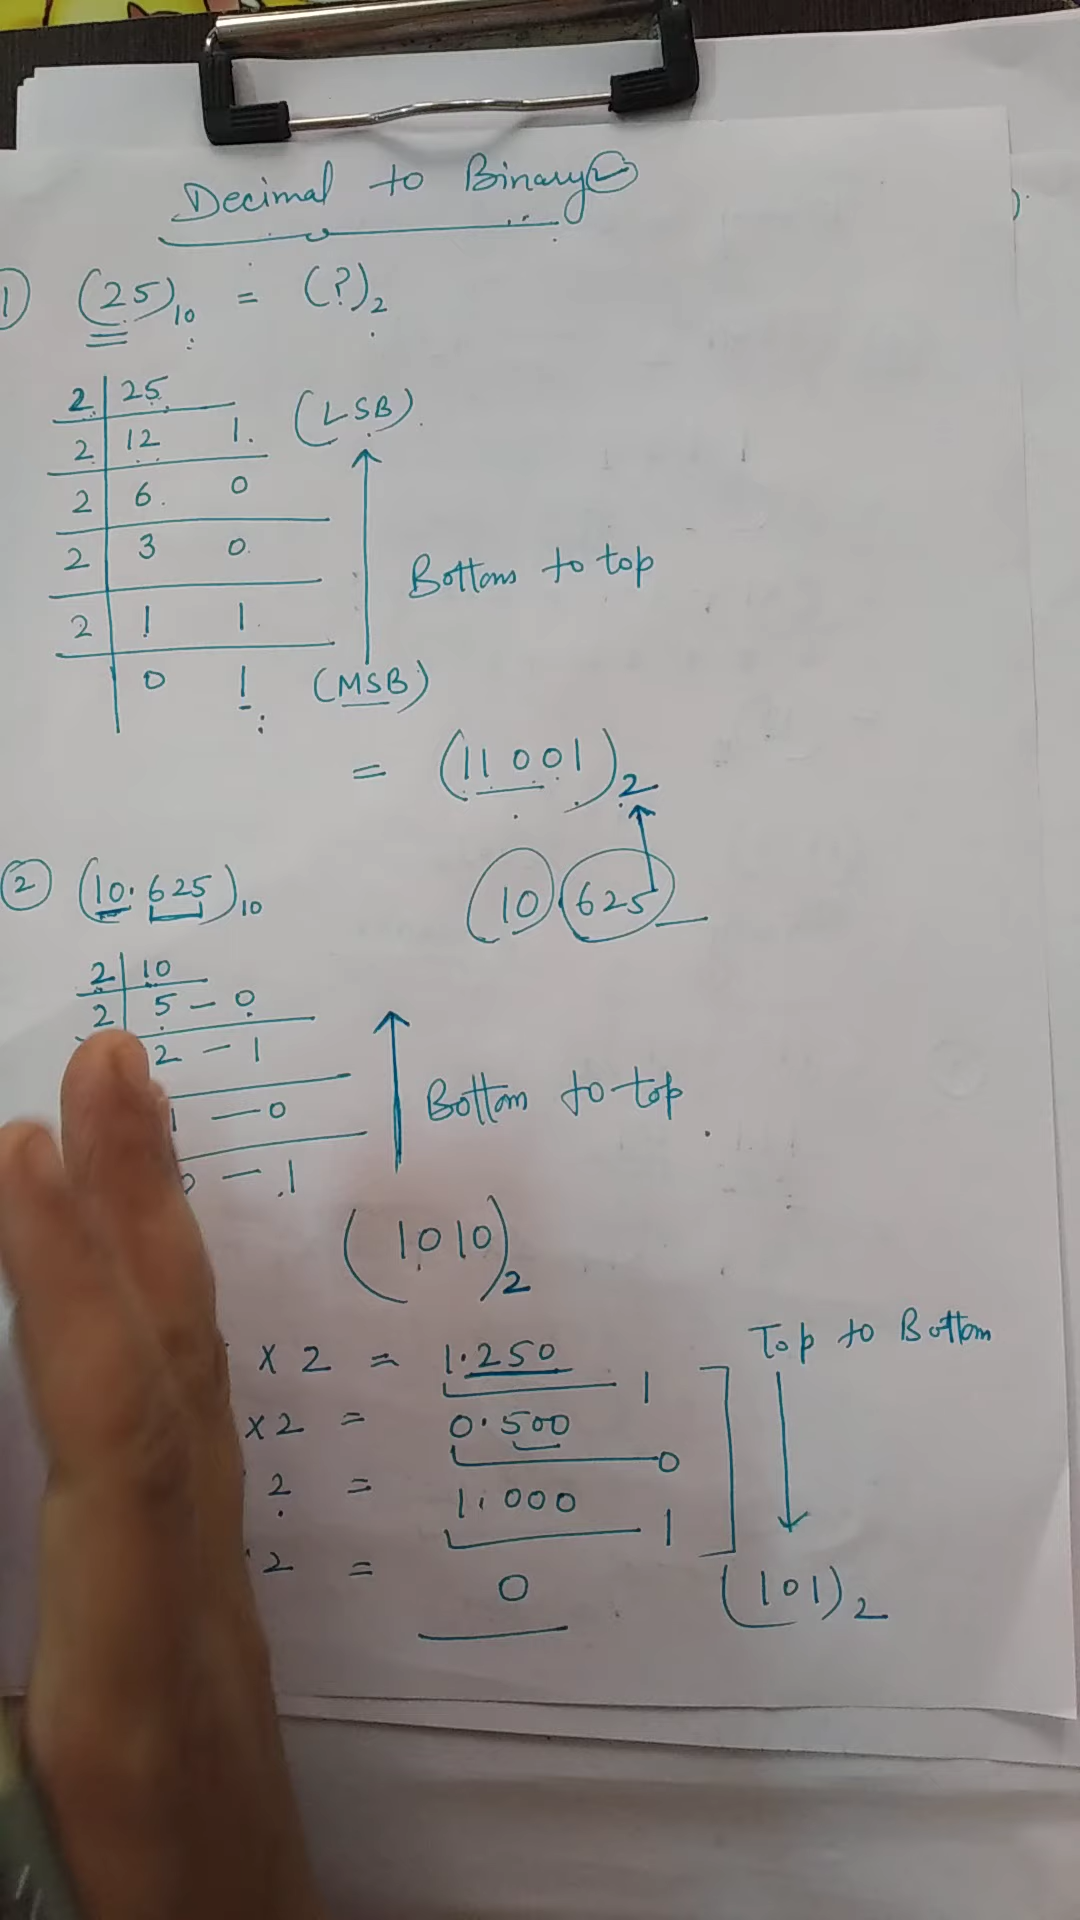 Decimal to Binary
1 (25)10 = (?)2
2 25
2 12 1 (LSB)
2 6 0
2 3 0
Bottom to top
2 1 1
0 1 (MSB)
= (11001)2
2 (10.625)10 10.625
2 10
2 5 - 0
2 - 1
1 - 0
Bottom to top
0 - 1
(1010)2
Top to Bottom
x 2 = 1.250 1
x 2 = 0.500 0
2 = 1.000 1
2 = 0
(101)2